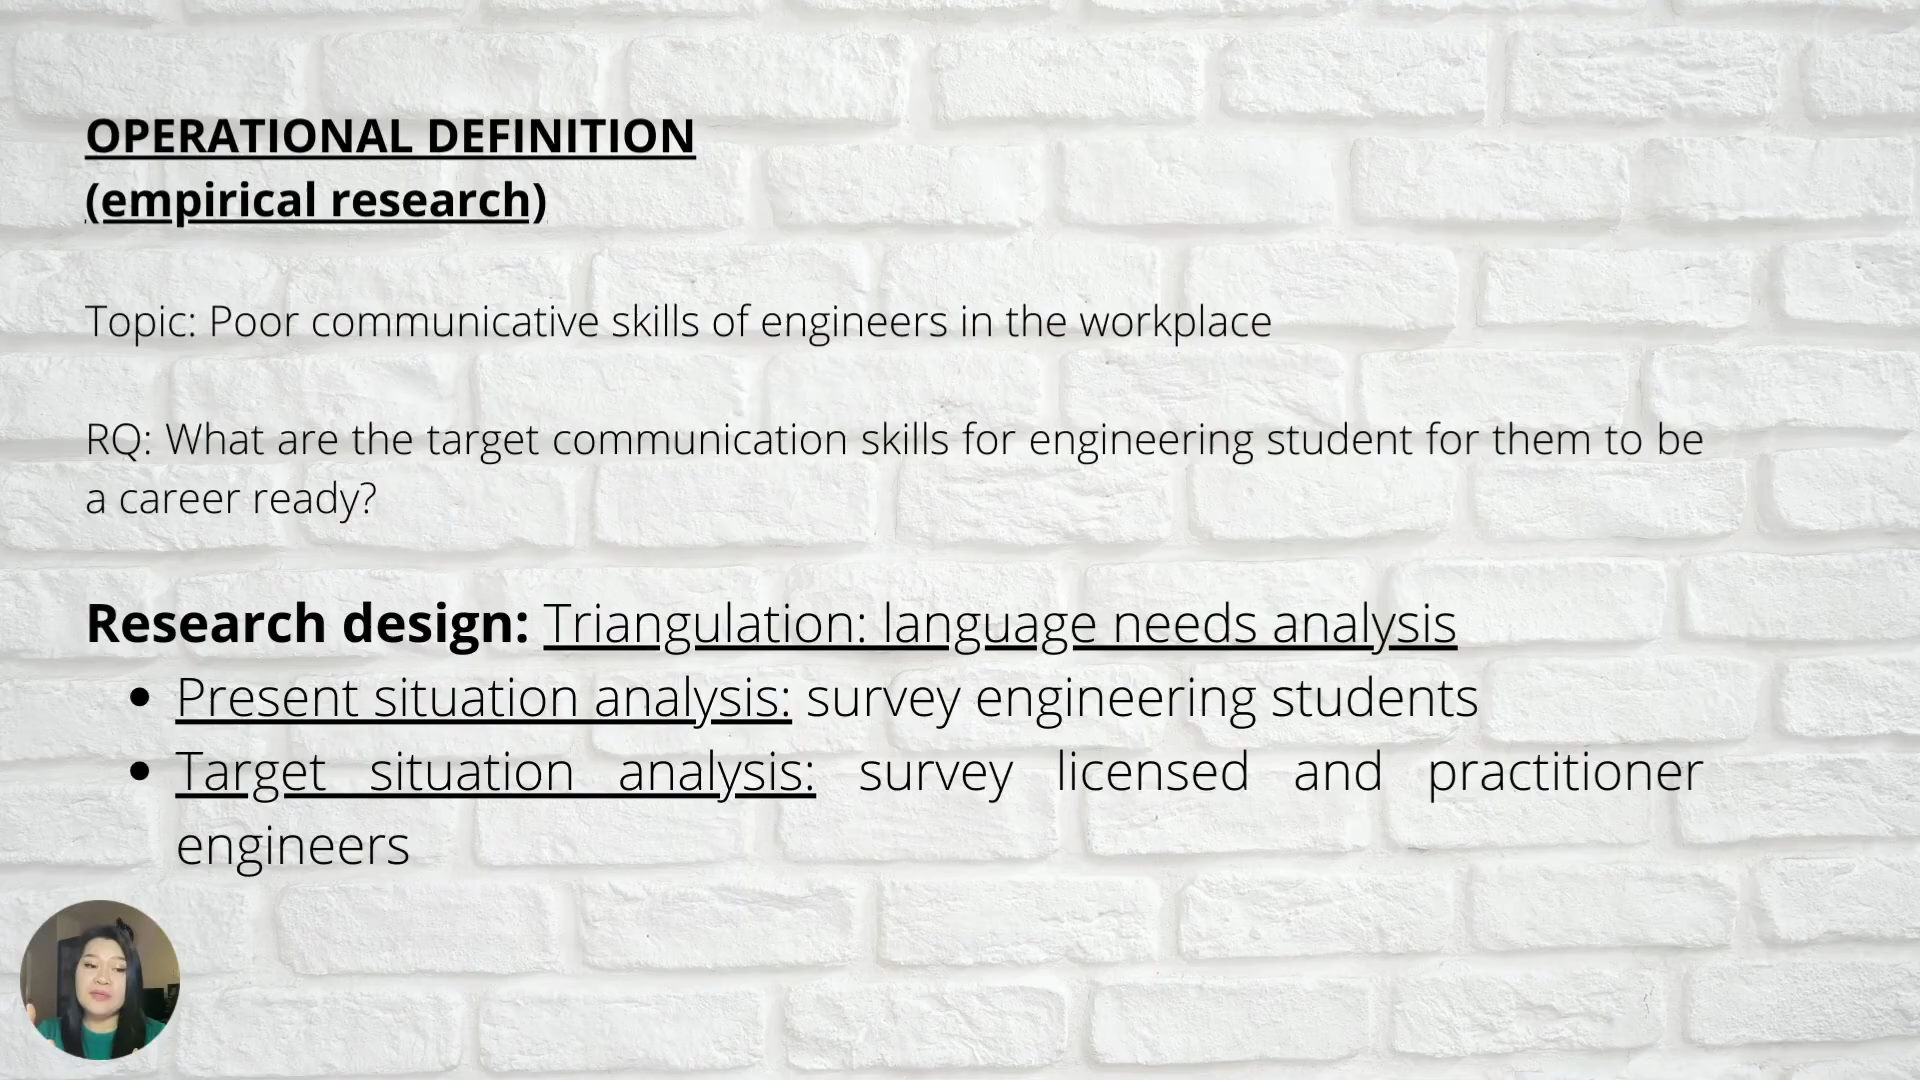 OPERATIONAL DEFINITION
(empirical research)
Topic: Poor communicative skills of engineers in the workplace
RQ: What are the target communication skills for engineering student for them to be
a career ready?
Research design: Triangulation: language needs analysis
• Present situation analysis: survey engineering students
• Target situation analysis: survey licensed and practitioner
engineers